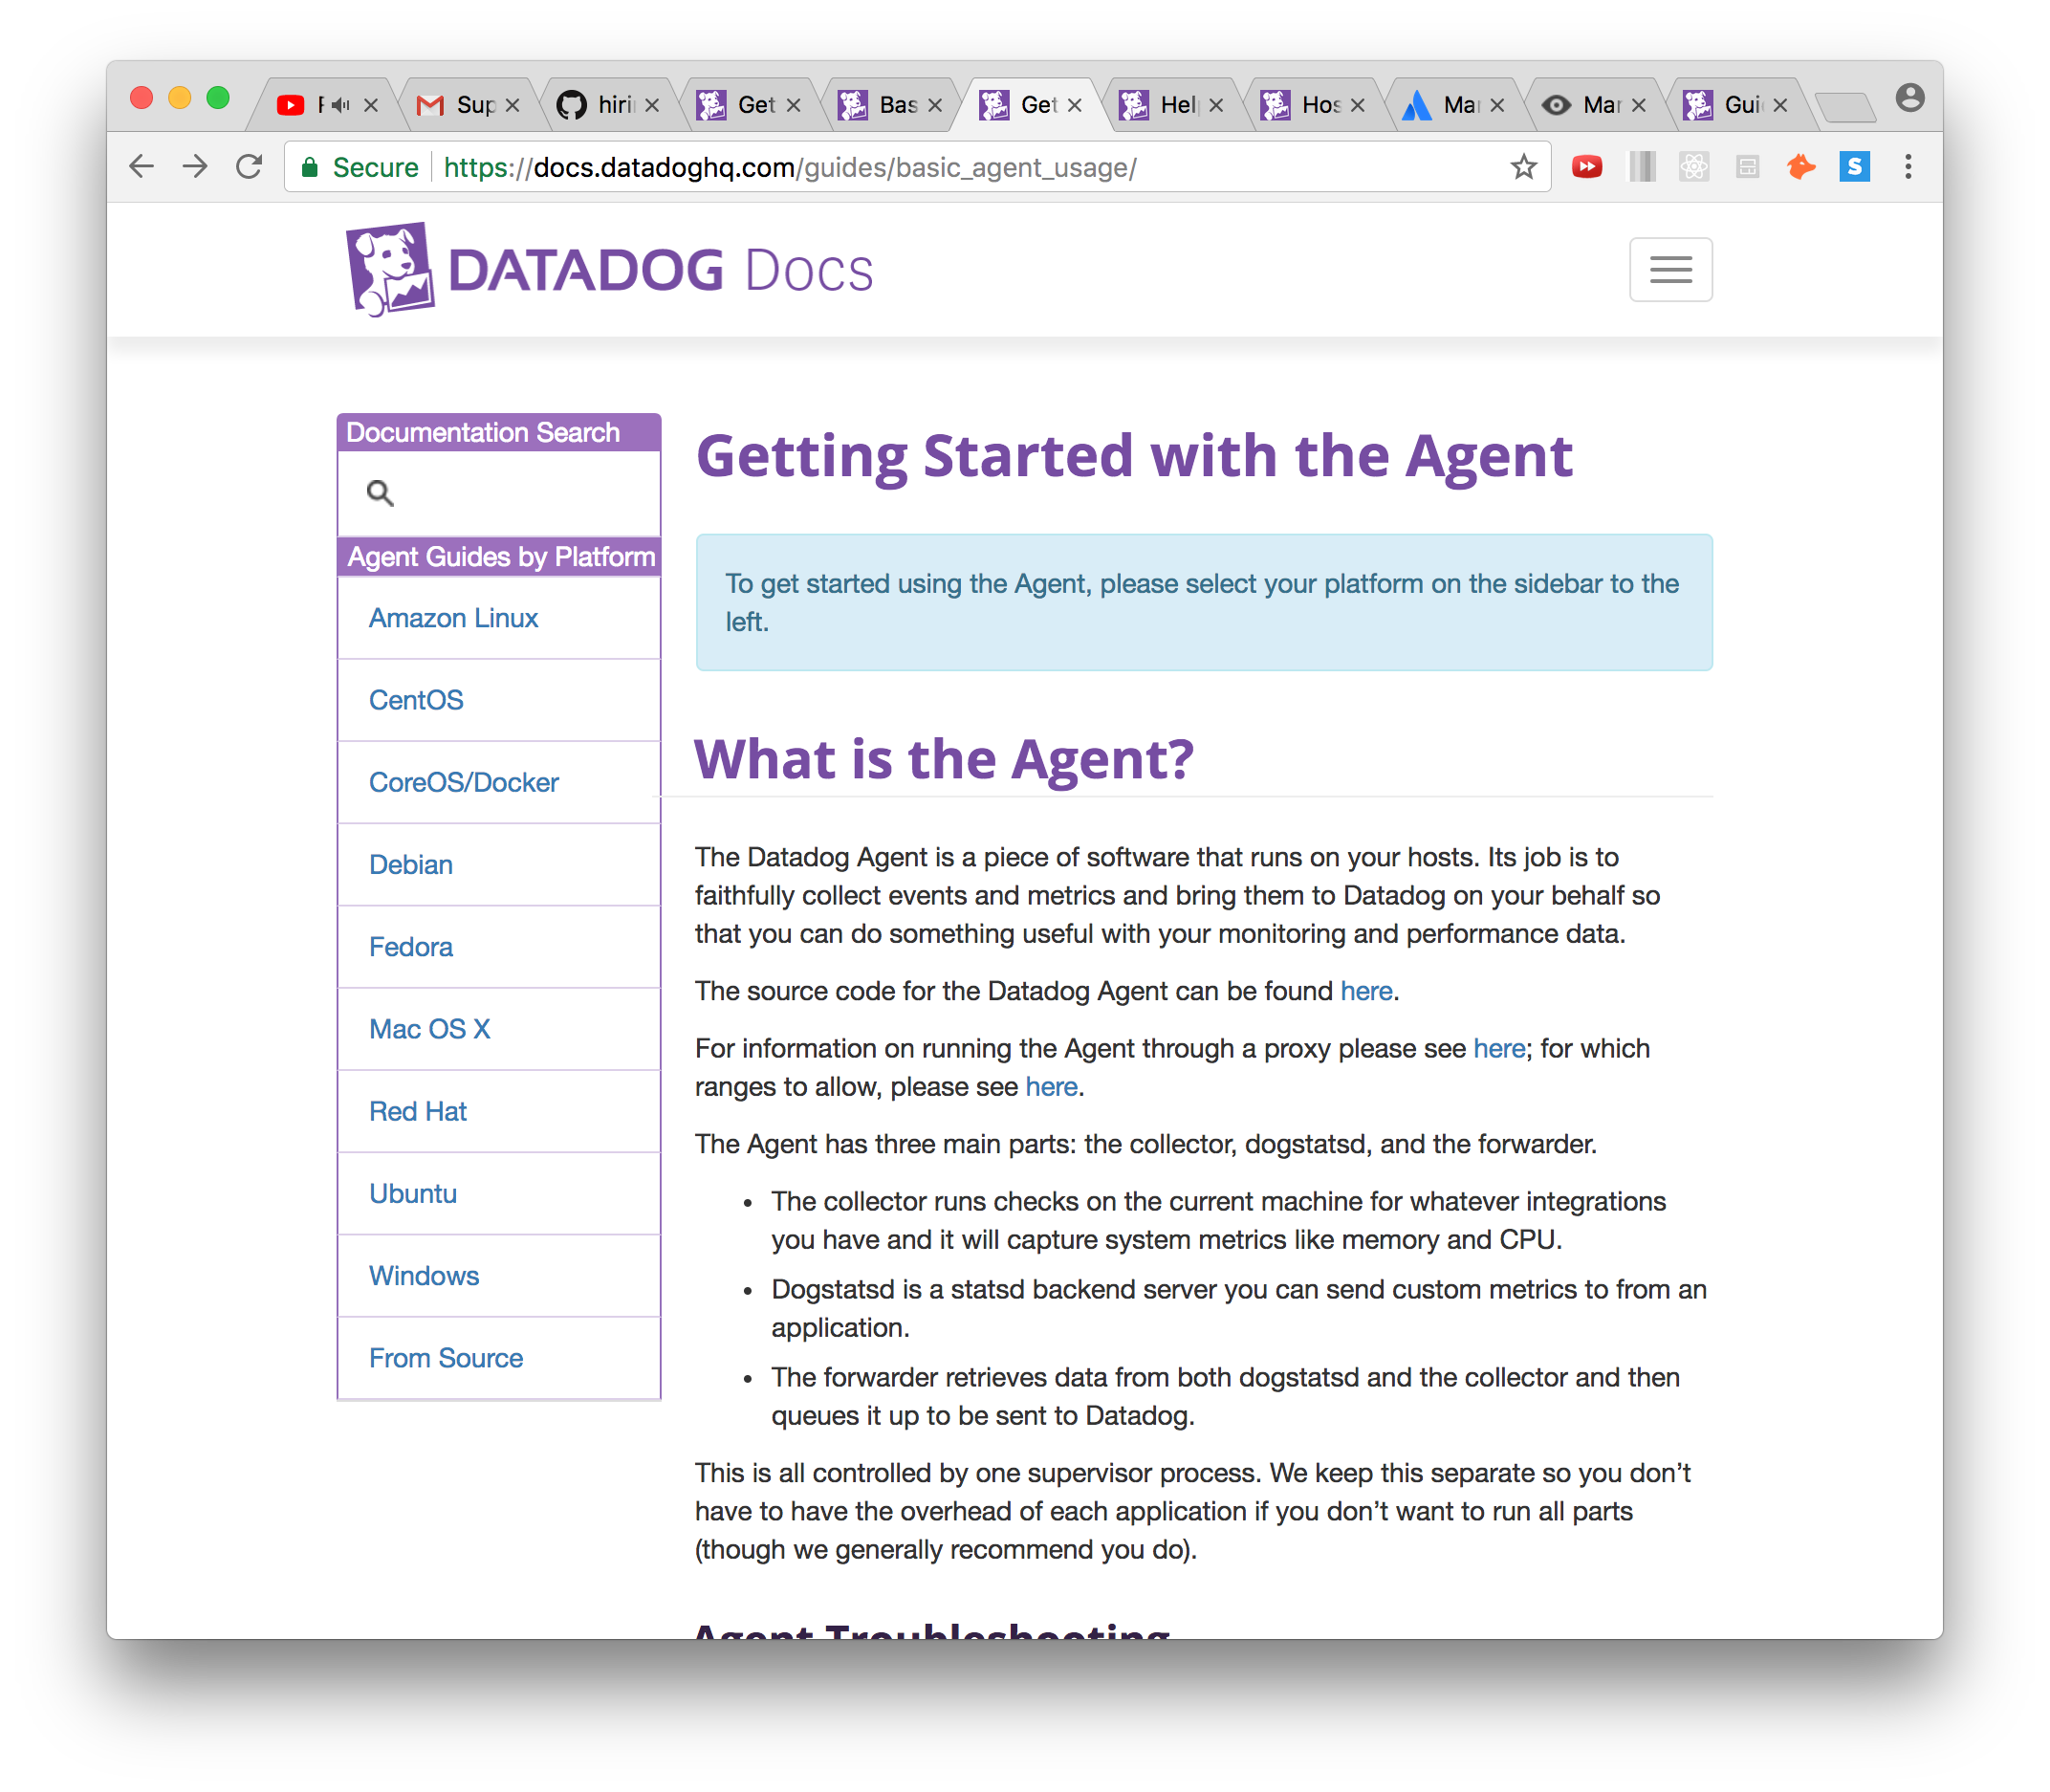 F
Sup
hiri
Get
Bas
Get
Hel
Hos
Mar
Mar
Gui
Secure
https://docs.datadoghq.com/guides/basic_agent_usage/
S
DATADOG Docs
Documentation Search
Agent Guides by Platform
Amazon Linux
CentOS
CoreOS/Docker
Debian
Fedora
Mac OS X
Red Hat
Ubuntu
Windows
From Source
Getting Started with the Agent
To get started using the Agent, please select your platform on the sidebar to the
left.
What is the Agent?
The Datadog Agent is a piece of software that runs on your hosts. Its job is to
faithfully collect events and metrics and bring them to Datadog on your behalf so
that you can do something useful with your monitoring and performance data.
The source code for the Datadog Agent can be found here.
For information on running the Agent through a proxy please see here; for which
ranges to allow, please see here.
The Agent has three main parts: the collector, dogstatsd, and the forwarder.
• The collector runs checks on the current machine for whatever integrations
you have and it will capture system metrics like memory and CPU.
• Dogstatsd is a statsd backend server you can send custom metrics to from an
application.
• The forwarder retrieves data from both dogstatsd and the collector and then
queues it up to be sent to Datadog.
This is all controlled by one supervisor process. We keep this separate so you don’t
have to have the overhead of each application if you don’t want to run all parts
(though we generally recommend you do).
Agent Troubleshooting